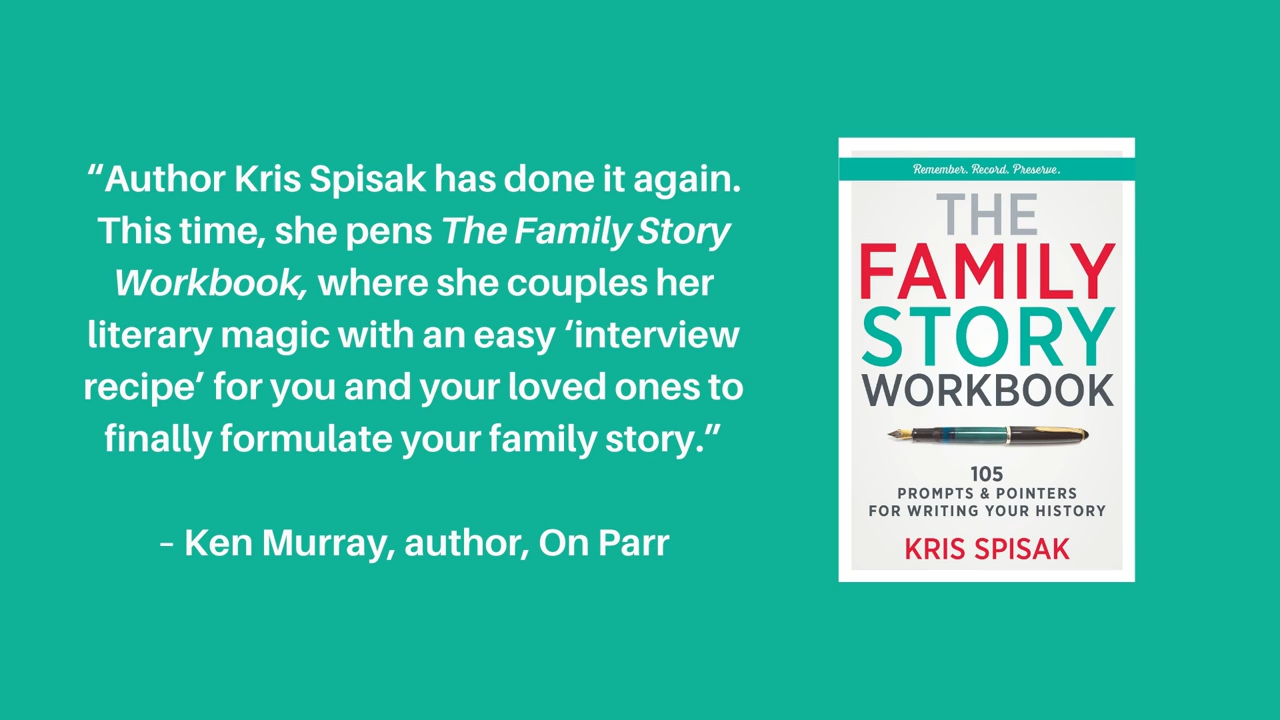 “Author Kris Spisak has done it again.
This time, she pens The Family Story
Workbook, where she couples her
literary magic with an easy ‘interview
recipe’ for you and your loved ones to
finally formulate your family story.”
– Ken Murray, author, On Parr
Remember. Record. Preserve.
THE
FAMILY
STORY
WORKBOOK
105
PROMPTS & POINTERS
FOR WRITING YOUR HISTORY
KRIS SPISAK